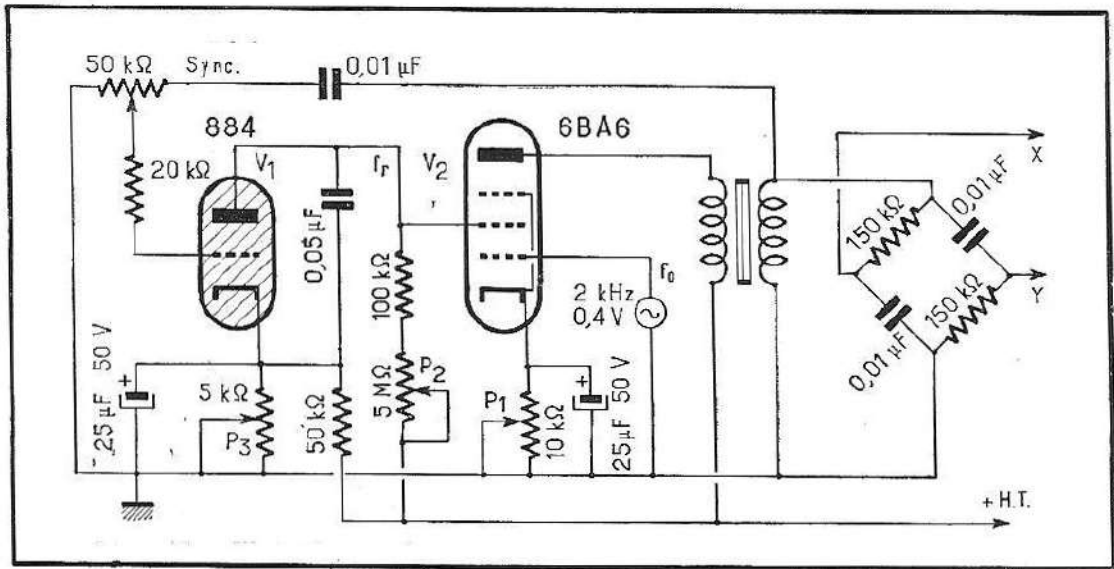 50 kΩ
Sync.
0,01 µF
884
6BA6
20 kΩ
V1
fr
V2
0,05 µF
100 kΩ
P2
5 MΩ
f0
2 kHz
0,4 V
X
150 kΩ
0,01 µF
Y
0,01 µF
150 kΩ
25 µF 50 V
+
5 kΩ
P3
50 kΩ
P1
10 kΩ
+
25 µF 50 V
+ H.T.